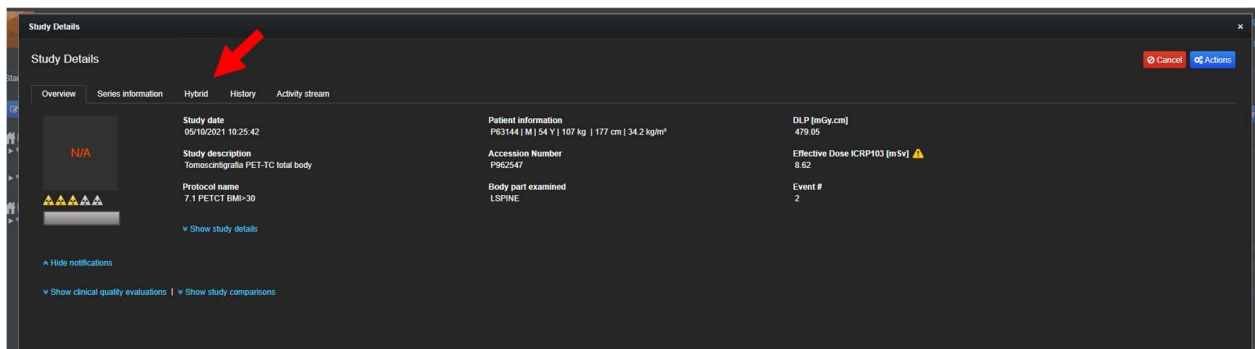 Study Details
Study Details
Cancel Actions
Overview Series information Hybrid History Activity stream
N/A
Study date
05/10/2021 10:25:42
Study description
Tomoscintigrafia PET-TC total body
Protocol name
7.1 PETCT BMI>30
Show study details
Patient information
P63144 | M | 54 Y | 107 kg | 177 cm | 34.2 kg/m²
Accession Number
P962547
Body part examined
LSPINE
DLP [mGy.cm]
479.05
Effective Dose ICRP103 [mSv]
8.62
Event #
2
Hide notifications
Show clinical quality evaluations | Show study comparisons